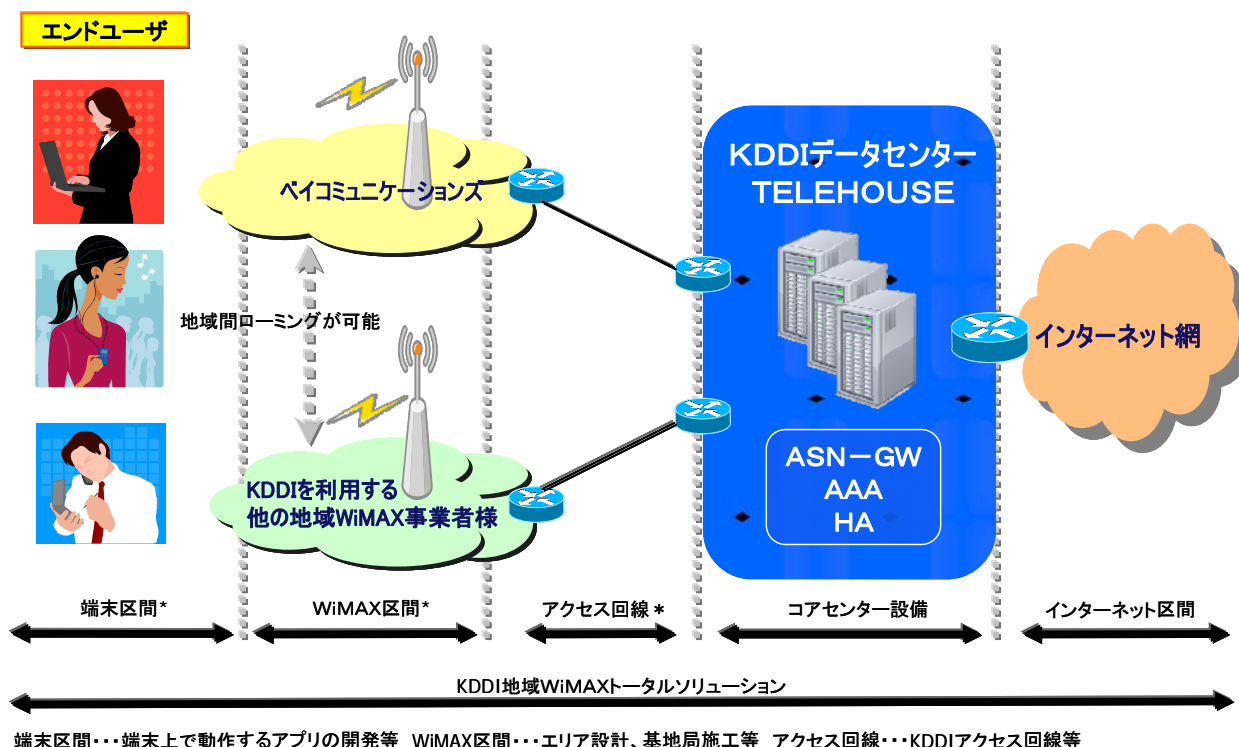 エンドユーザ
ベイコミュニケーションズ
地域間ローミングが可能
KDDIを利用する
他の地域WiMAX事業者様
KDDIデータセンター
TELEHOUSE
ASN－GW
AAA
HA
インターネット網
端末区間*
WiMAX区間*
アクセス回線＊
コアセンター設備
インターネット区間
KDDI地域WiMAXトータルソリューション
端末区間・・・端末上で動作するアプリの開発等 WiMAX区間・・・エリア設計、基地局施工等 アクセス回線・・・KDDIアクセス回線等